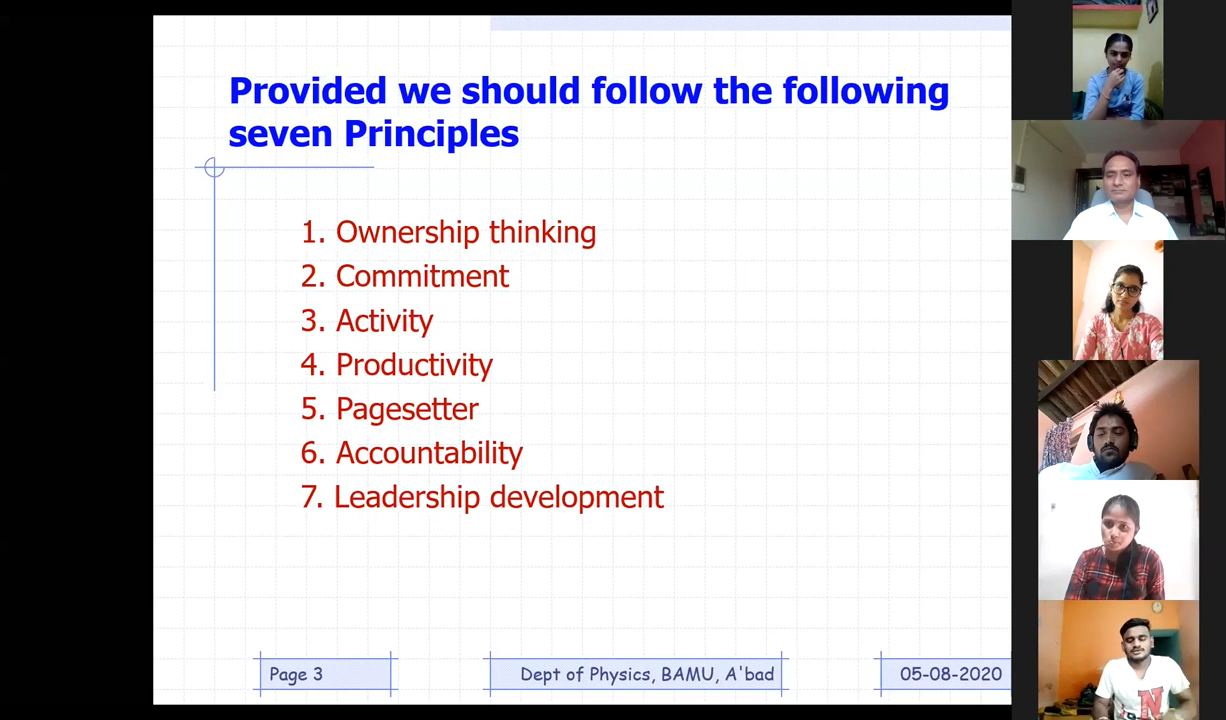 Provided we should follow the following
seven Principles
1. Ownership thinking
2. Commitment
3. Activity
4. Productivity
5. Pagesetter
6. Accountability
7. Leadership development
Page 3
Dept of Physics, BAMU, A'bad
05-08-2020
N